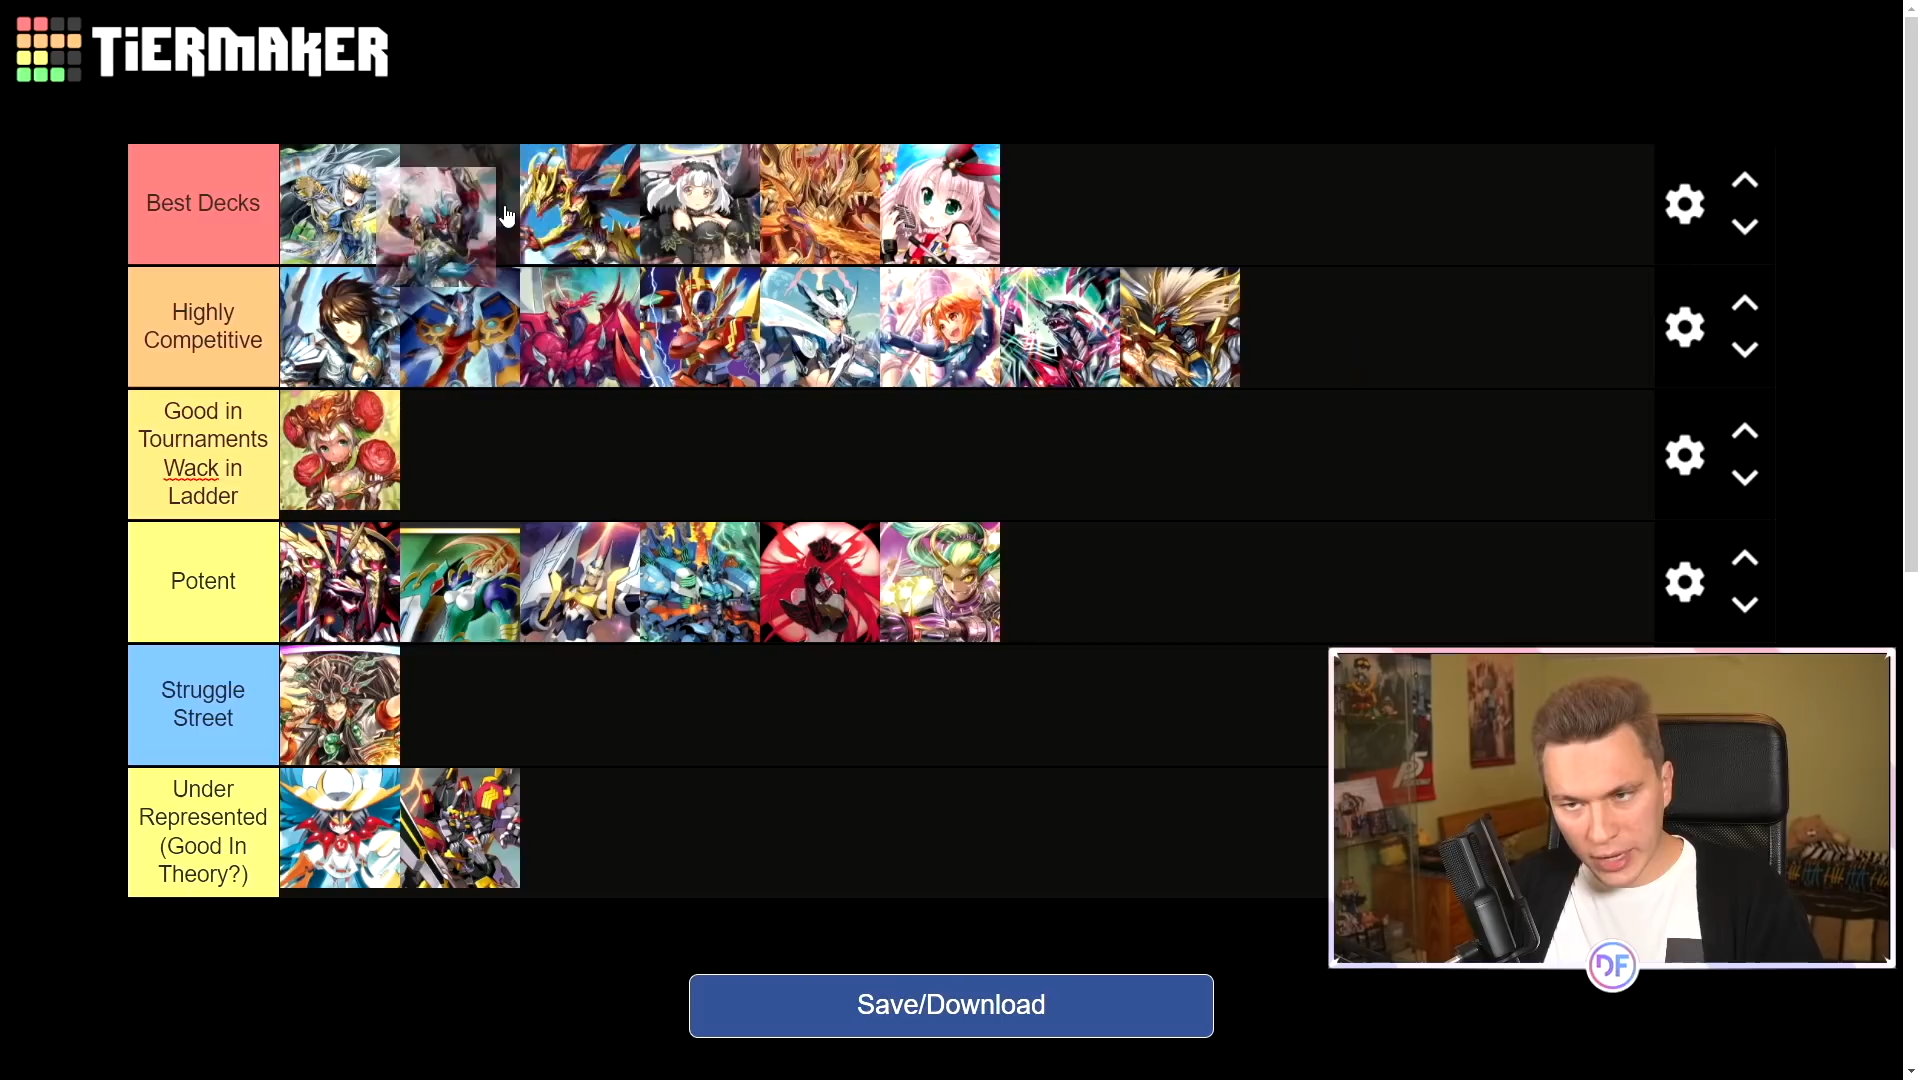 TiERMAKER
Best Decks
Highly
Competitive
Good in
Tournaments
Wack in
Ladder
Potent
Struggle
Street
Under
Represented
(Good In
Theory?)
DF
Save/Download